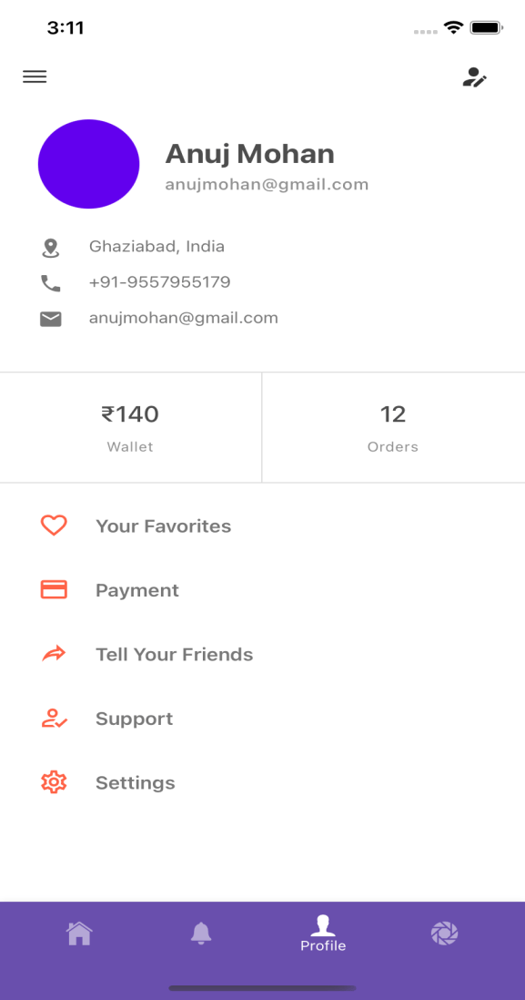 3:11
Anuj Mohan
anujmohan@gmail.com
Ghaziabad, India
+91-9557955179
anujmohan@gmail.com
₹140
Wallet
12
Orders
Your Favorites
Payment
Tell Your Friends
Support
Settings
Profile